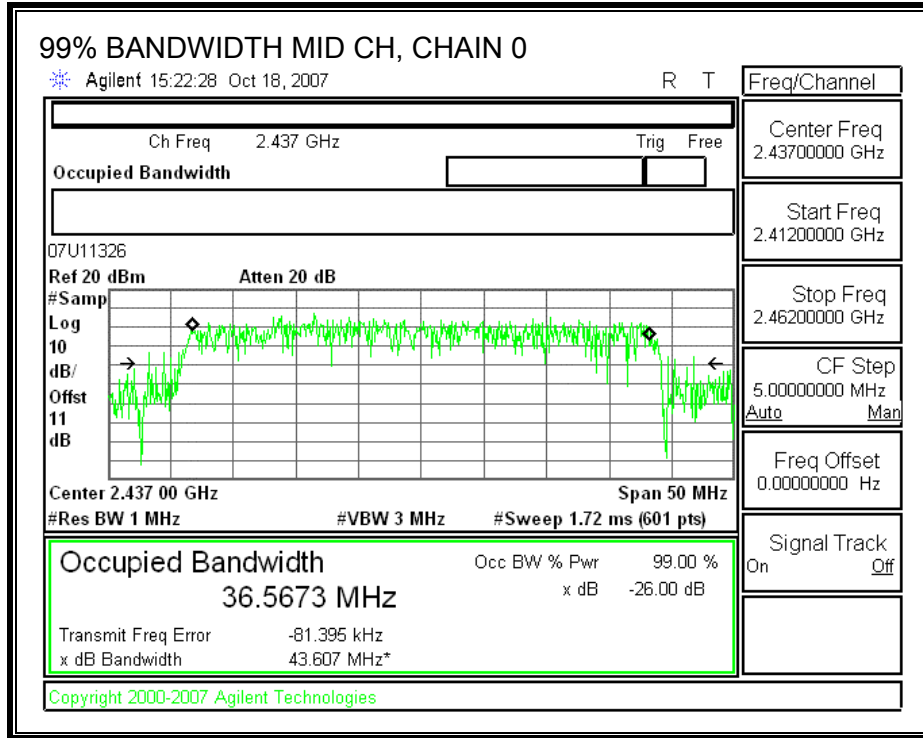 99% BANDWIDTH MID CH, CHAIN 0
Agilent 15:22:28 Oct 18, 2007 R T
Freq/Channel
Ch Freq 2.437 GHz Trig Free
Occupied Bandwidth
Center Freq
2.43700000 GHz
Start Freq
2.41200000 GHz
Stop Freq
2.46200000 GHz
CF Step
5.00000000 MHz
Auto Man
Freq Offset
0.00000000 Hz
Signal Track
On Off
07U11326
Ref 20 dBm Atten 20 dB
#Samp
Log
10
dB/
Offst
11
dB
Center 2.437 00 GHz Span 50 MHz
#Res BW 1 MHz #VBW 3 MHz #Sweep 1.72 ms (601 pts)
Occupied Bandwidth Occ BW % Pwr 99.00 %
36.5673 MHz x dB -26.00 dB
Transmit Freq Error -81.395 kHz
x dB Bandwidth 43.607 MHz*
Copyright 2000-2007 Agilent Technologies